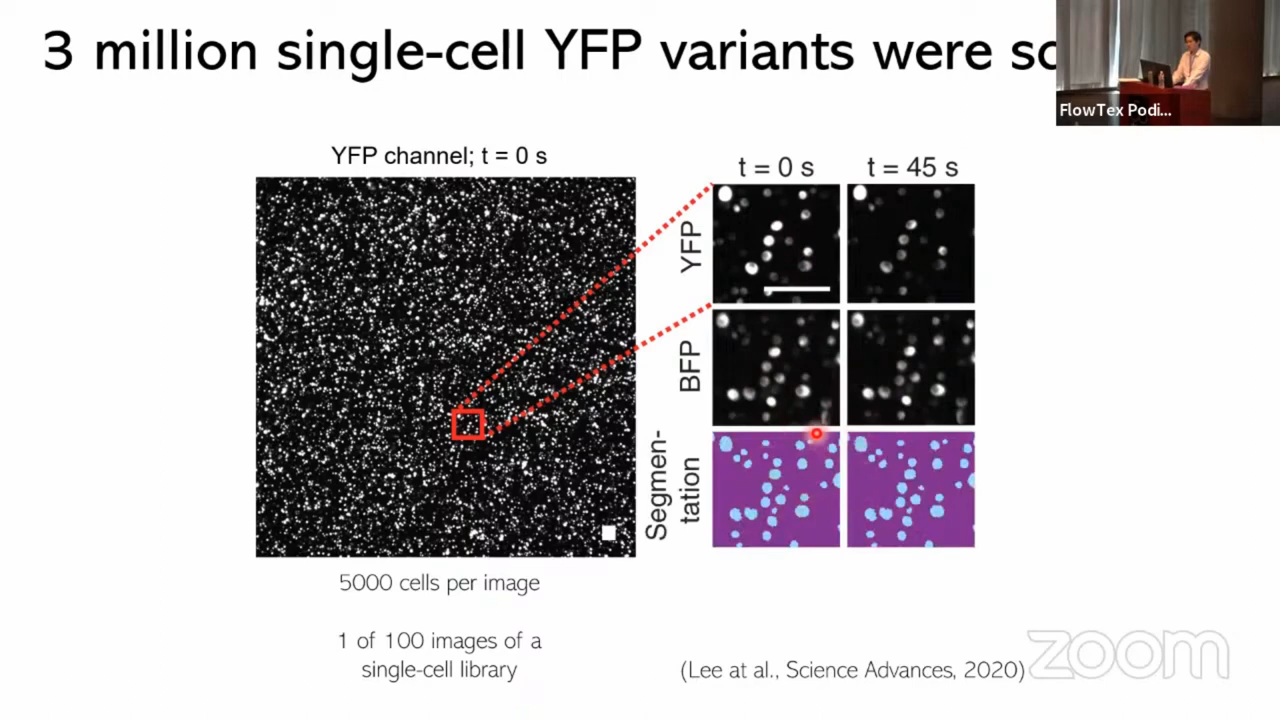 3 million single-cell YFP variants were
FlowTex Podi...
YFP channel; t = 0 s
t = 0 s
t = 45 s
YFP
BFP
Segmen-
tation
5000 cells per image
1 of 100 images of a
single-cell library
(Lee at al., Science Advances, 2020)
zoom